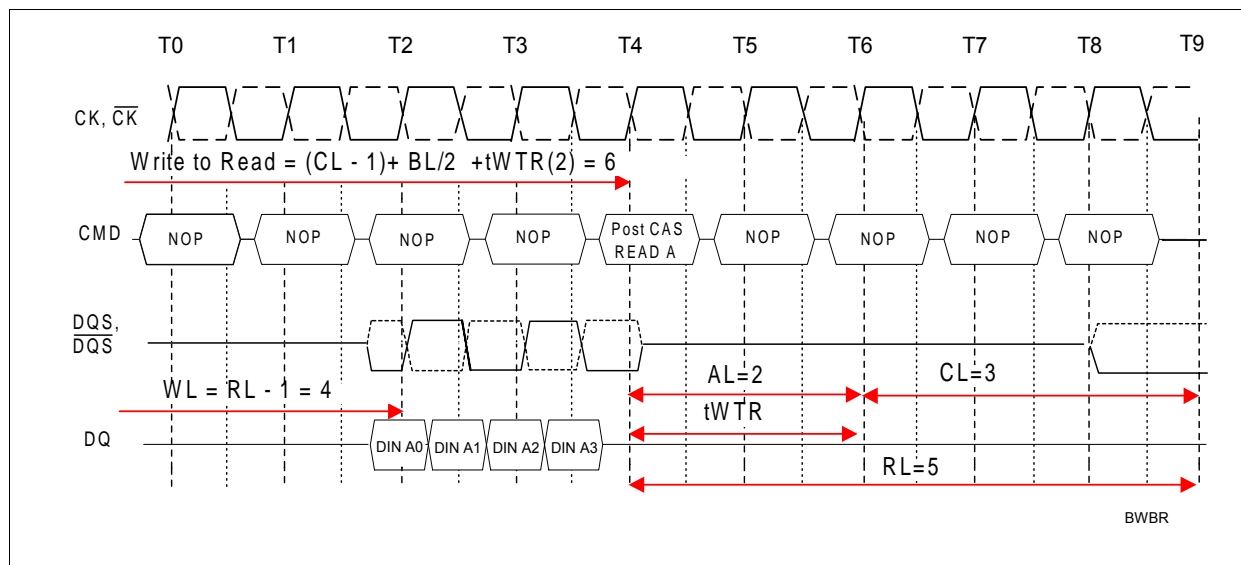 T0 T1 T2 T3 T4 T5 T6 T7 T8 T9
CK, CK
Write to Read = (CL - 1)+ BL/2 +tWTR(2) = 6
CMD NOP NOP NOP NOP Post CAS READ A NOP NOP NOP NOP
DQS,
DQS
WL = RL - 1 = 4
AL=2 CL=3
tWTR
DQ DIN A0 DIN A1 DIN A2 DIN A3
RL=5
BWBR